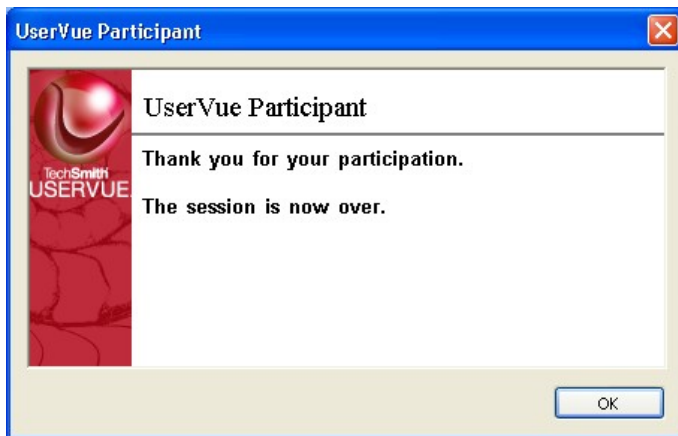 UserVue Participant
UserVue Participant
Thank you for your participation.
TechSmith
USERVUE
The session is now over.
OK